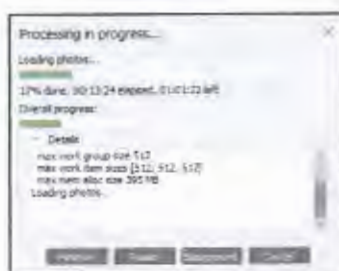 Processing in progress...
Loading photos...
17% done, 00:13:24 elapsed, 01:01:22 left
Overall progress:
Details
max work group size 512
max work item sizes [512, 512, 512]
max mem alloc size 395 MB
Loading photos...
Cancel